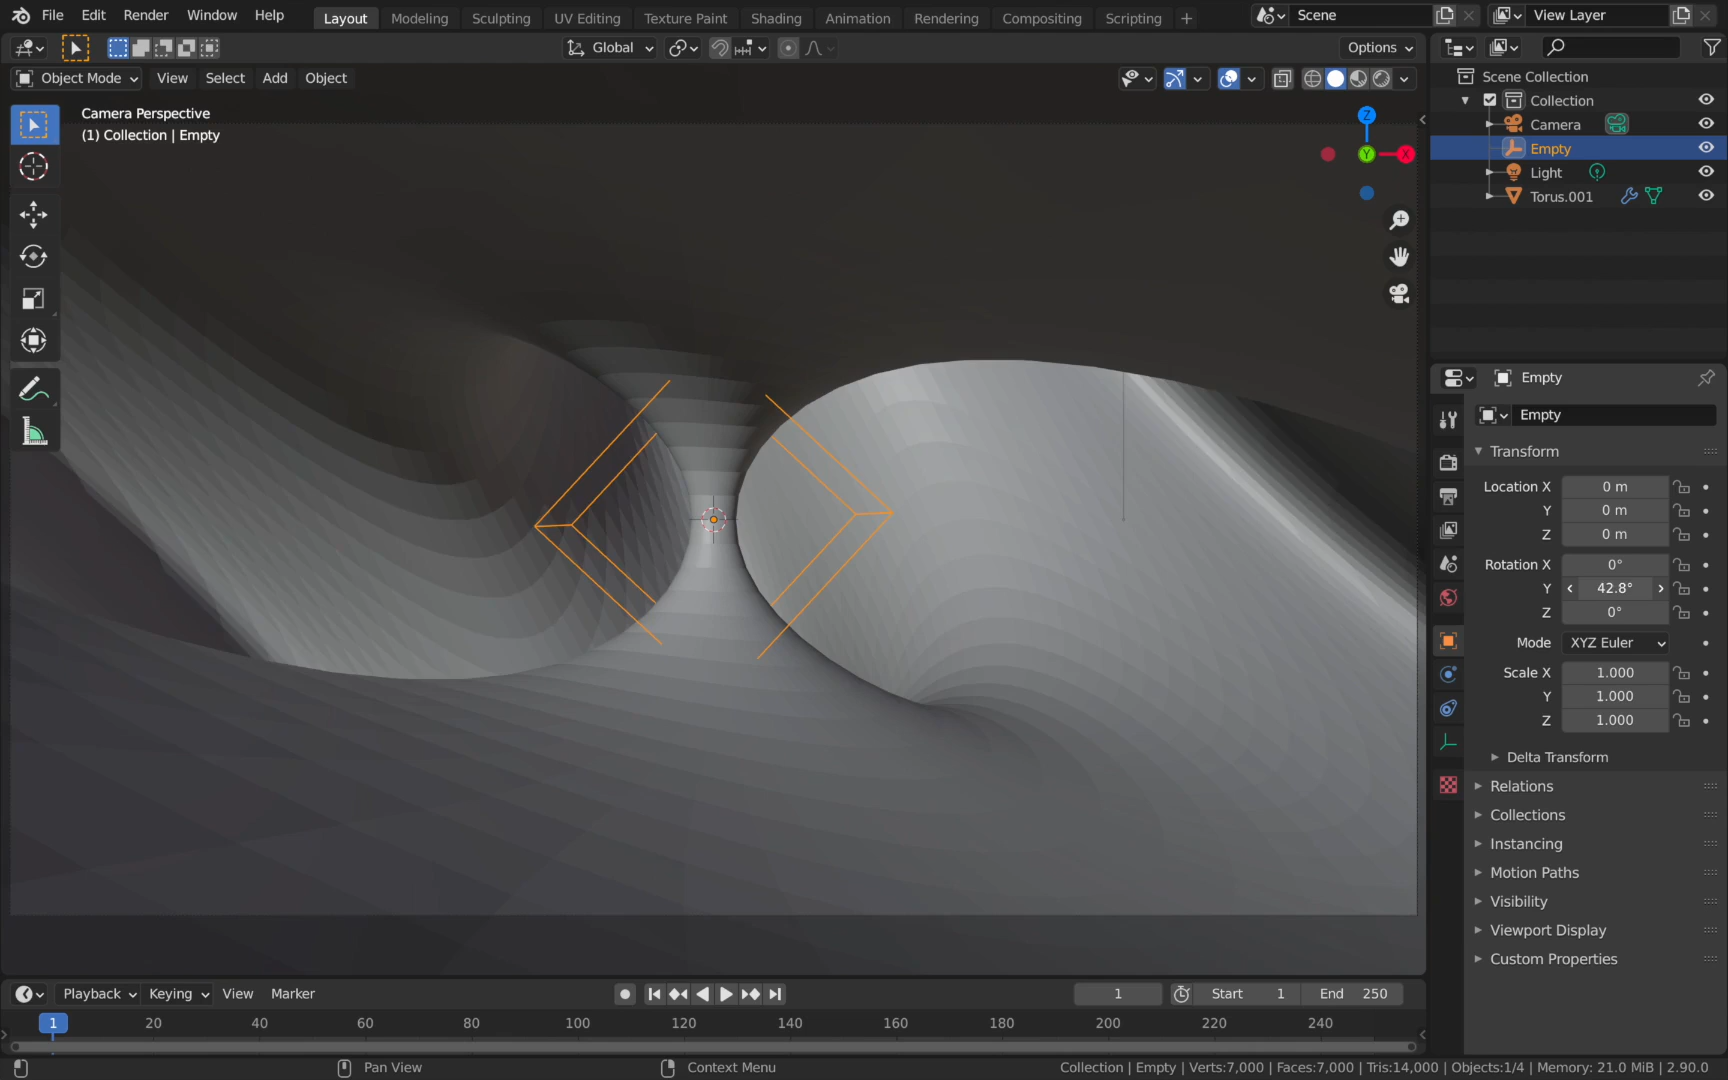 File Edit Render Window Help Layout Modeling Sculpting UV Editing Texture Paint Shading Animation Rendering Compositing Scripting + Scene View Layer
Global Options
Object Mode View Select Add Object
Camera Perspective
(1) Collection | Empty
Z
Y
X
Scene Collection
Collection
Camera
Empty
Light
Torus.001
Empty
Empty
Transform
Location X 0 m
Y 0 m
Z 0 m
Rotation X 0°
Y 42.8°
Z 0°
Mode XYZ Euler
Scale X 1.000
Y 1.000
Z 1.000
Delta Transform
Relations
Collections
Instancing
Motion Paths
Visibility
Viewport Display
Custom Properties
Playback Keying View Marker 1 Start 1 End 250
1 20 40 60 80 100 120 140 160 180 200 220 240
Pan View Context Menu Collection | Empty | Verts:7,000 | Faces:7,000 | Tris:14,000 | Objects:1/4 | Memory: 21.0 MiB | 2.90.0